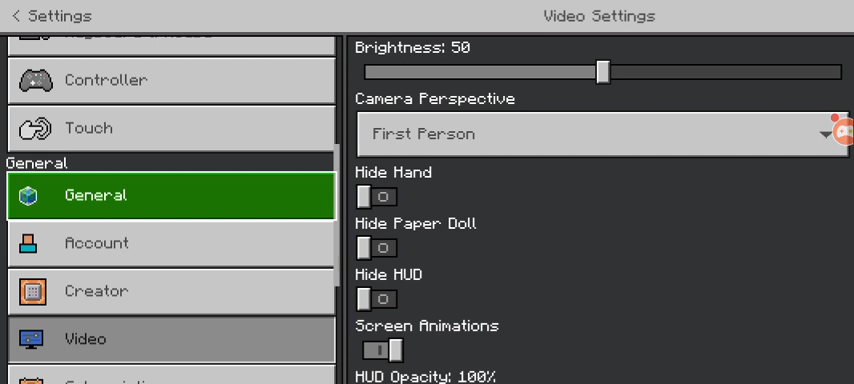 < Settings
Video Settings
Controller
Touch
General
General
Account
Creator
Video
Brightness: 50
Camera Perspective
First Person
Hide Hand
Hide Paper Doll
Hide HUD
Screen Animations
HUD Opacity: 100%